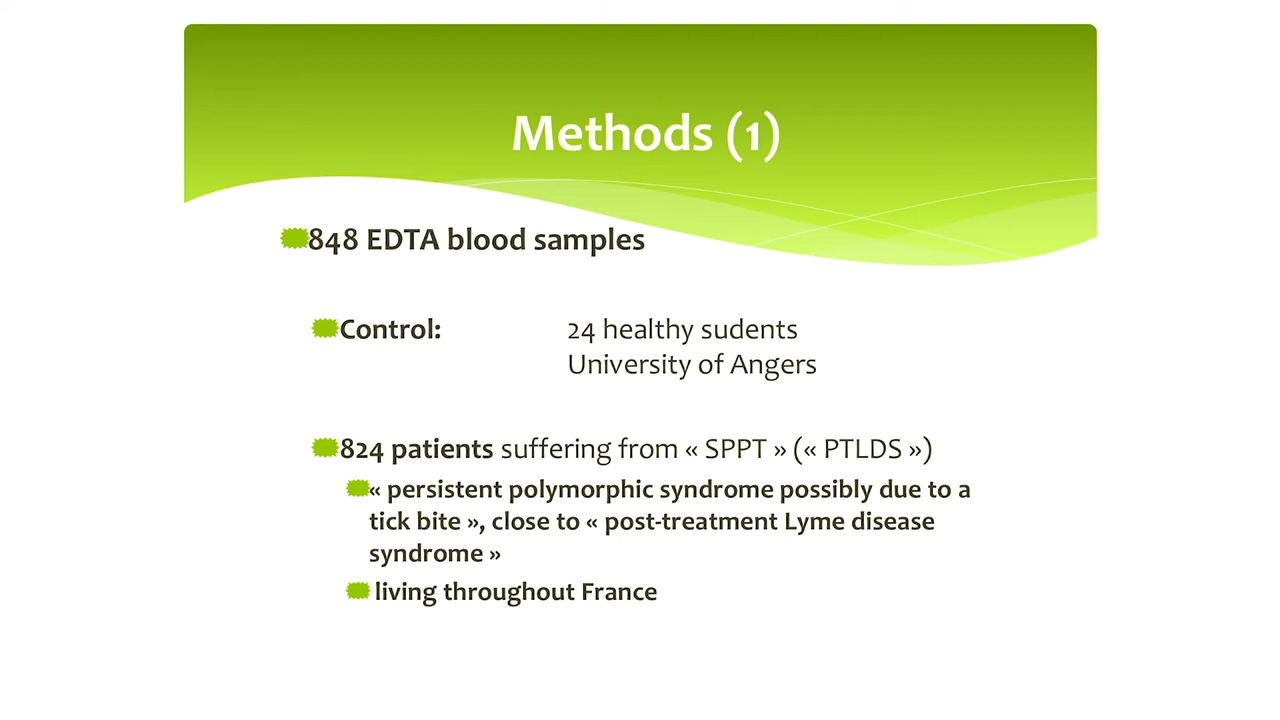 Methods (1)
848 EDTA blood samples
Control: 24 healthy sudents
University of Angers
824 patients suffering from « SPPT » (« PTLDS »)
« persistent polymorphic syndrome possibly due to a
tick bite », close to « post-treatment Lyme disease
syndrome »
living throughout France